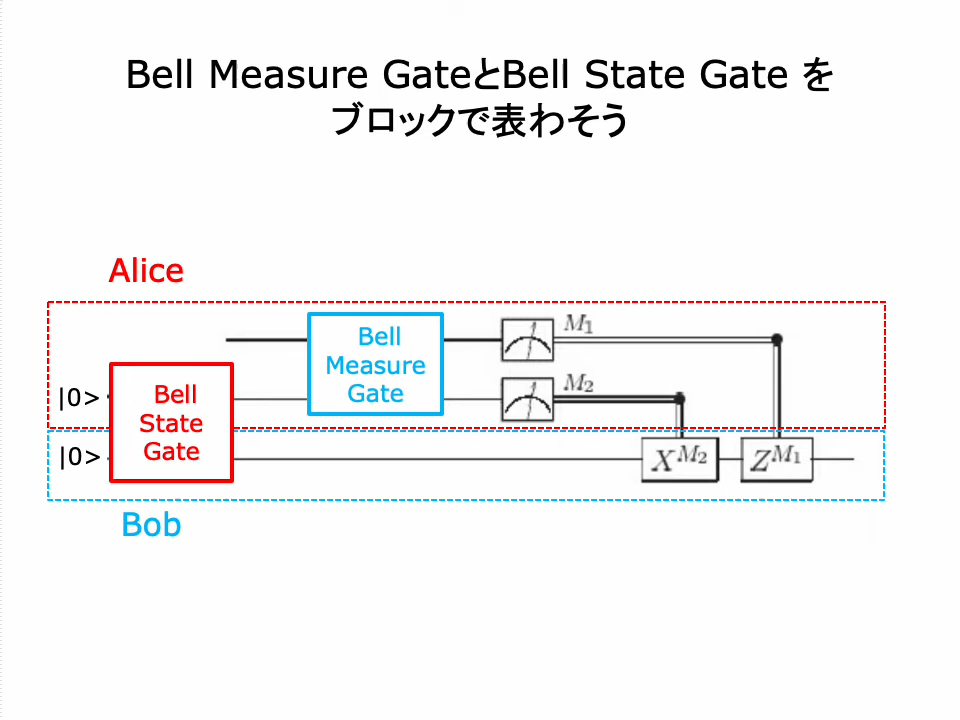 Bell Measure GateとBell State Gate を
ブロックで表わそう
Alice
Bell
Measure
Gate
M1
M2
|0>
Bell
State
Gate
|0>
X^M2
Z^M1
Bob